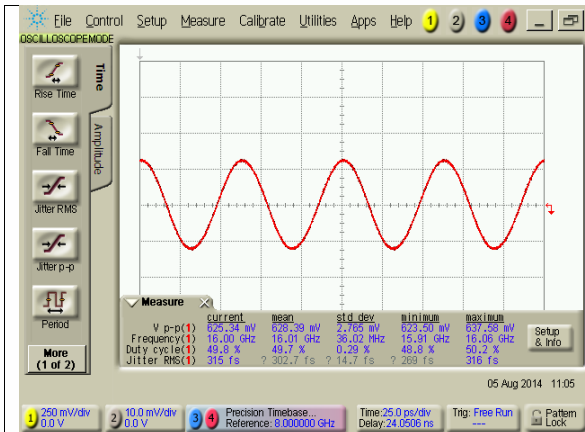 File Control Setup Measure Calibrate Utilities Apps Help 1 2 3 4
OSCILLOSCOPEMODE
Time
Amplitude
Rise Time
Fall Time
Jitter RMS
Jitter p-p
Period
More
(1 of 2)
Measure
current mean std dev minimum maximum
V p-p(1) 625.34 mV 628.39 mV 2.765 mV 623.50 mV 637.58 mV
Frequency(1) 16.00 GHz 16.01 GHz 36.02 MHz 15.91 GHz 16.06 GHz
Duty cycle(1) 49.8 % 49.7 % 0.29 % 48.8 % 50.2 %
Jitter RMS(1) 315 fs ? 302.7 fs ? 14.7 fs ? 269 fs 316 fs
Setup
& Info
05 Aug 2014 11:05
1 250 mV/div
0.0 V
2 10.0 mV/div
0.0 V
3 4 Precision Timebase...
Reference: 8.000000 GHz
Time:25.0 ps/div
Delay:24.0506 ns
Trig: Free Run
---
Pattern
Lock